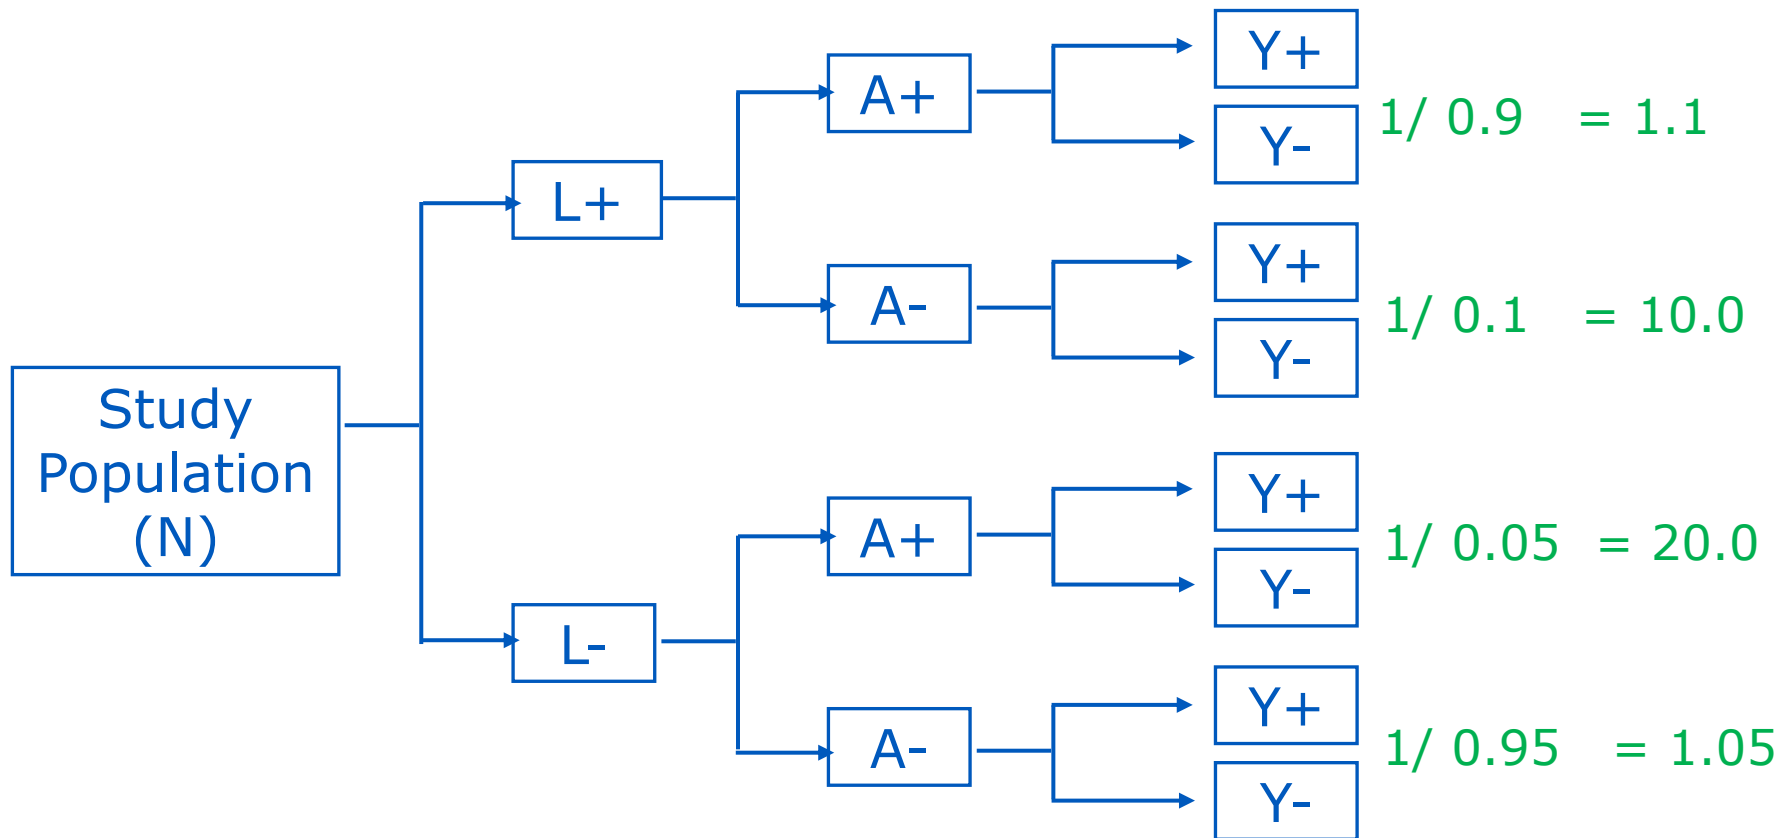 Study
Population
(N)
L+
L-
A+
A-
A+
A-
Y+
Y-
1/ 0.9 = 1.1
Y+
Y-
1/ 0.1 = 10.0
Y+
Y-
1/ 0.05 = 20.0
Y+
Y-
1/ 0.95 = 1.05